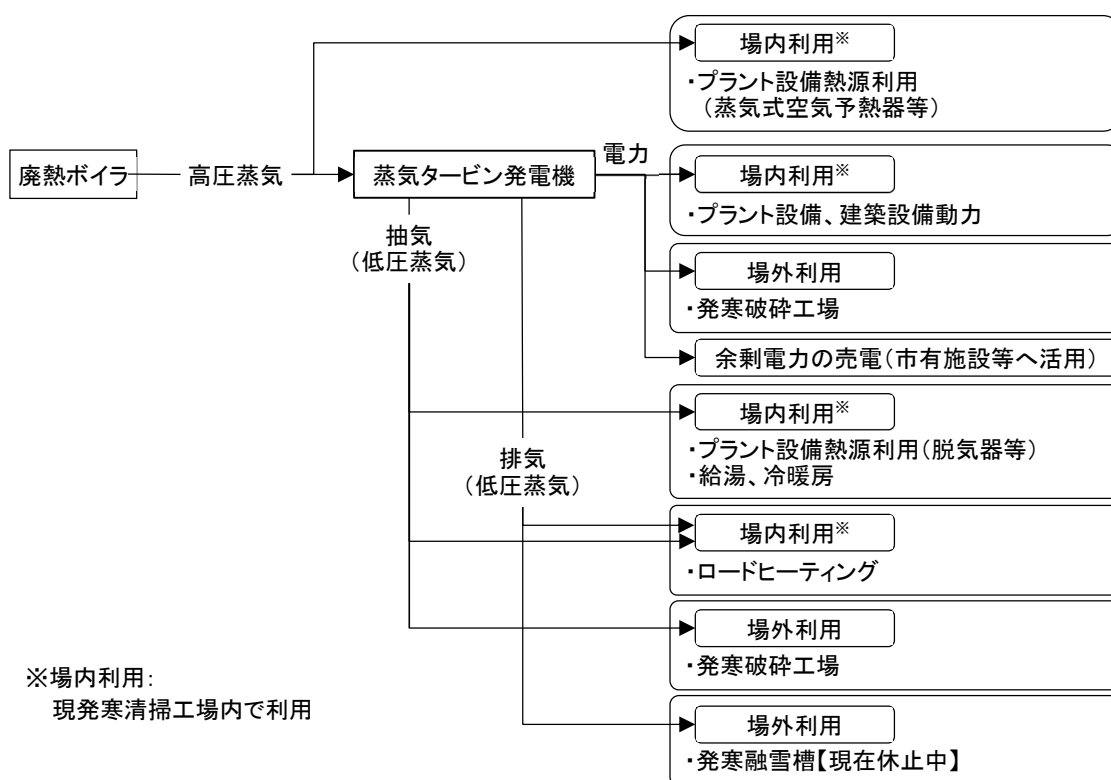 場内利用※
・プラント設備熱源利用
（蒸気式空気予熱器等）
廃熱ボイラ
高圧蒸気
蒸気タービン発電機
電力
場内利用※
・プラント設備、建築設備動力
抽気
（低圧蒸気）
場外利用
・発寒破砕工場
余剰電力の売電（市有施設等へ活用）
場内利用※
・プラント設備熱源利用（脱気器等）
・給湯、冷暖房
排気
（低圧蒸気）
場内利用※
・ロードヒーティング
場外利用
・発寒破砕工場
※場内利用：
現発寒清掃工場内で利用
場外利用
・発寒融雪槽【現在休止中】